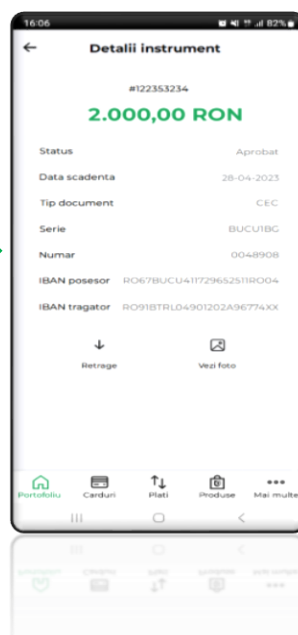 16:06 82%
Detalii instrument
#122353234
2.000,00 RON
Status Aprobat
Data scadenta 28-04-2023
Tip document CEC
Serie BUCU1BG
Numar 0048908
IBAN posesor RO67BUCU411729652511RO04
IBAN tragator RO91BTRL04901202A96774XX
Retrage Vezi foto
Portofoliu Carduri Plati Produse Mai multe